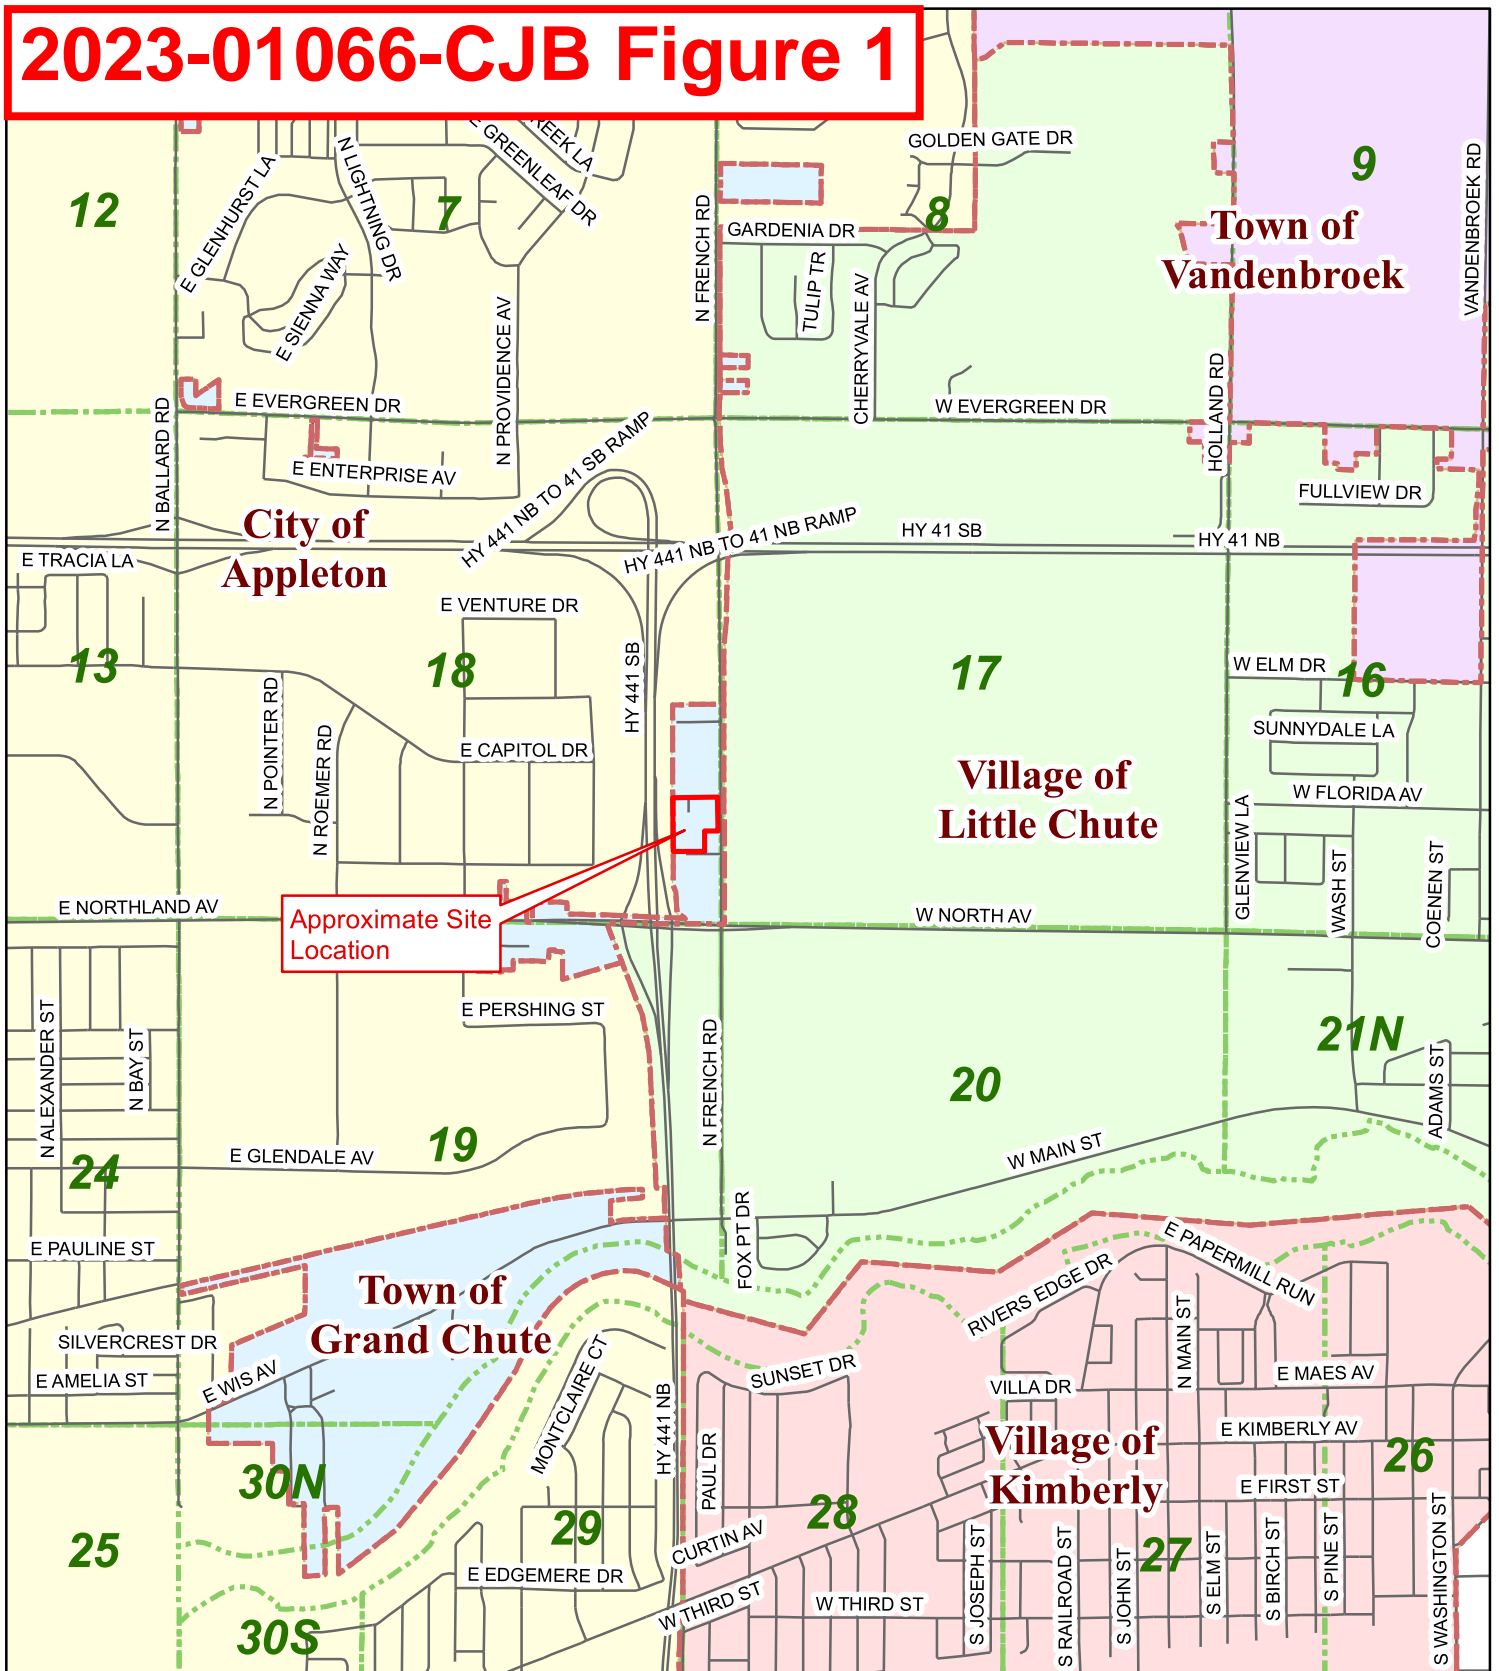 2023-01066-CJB Figure 1
GOLDEN GATE DR
REEK LA
E GREENLEAF DR
N LIGHTNING DR
E GLENHURST LA
12
7
8
9
VANDENBROEK RD
Town of
Vandenbroek
N FRENCH RD
GARDENIA DR
TULIP TR
CHERRYVALE AV
E SIENNA WAY
N PROVIDENCE AV
HOLLAND RD
E EVERGREEN DR
W EVERGREEN DR
N BALLARD RD
E ENTERPRISE AV
HY 441 NB TO 41 SB RAMP
HY 441 NB TO 41 NB RAMP
FULLVIEW DR
City of
Appleton
HY 41 SB
HY 41 NB
E TRACIA LA
E VENTURE DR
13
18
17
16
W ELM DR
HY 441 SB
N POINTER RD
N ROEMER RD
E CAPITOL DR
SUNNYDALE LA
Village of
Little Chute
W FLORIDA AV
GLENVIEW LA
WASH ST
COENEN ST
E NORTHLAND AV
Approximate Site
Location
W NORTH AV
E PERSHING ST
N ALEXANDER ST
N BAY ST
N FRENCH RD
21N
20
ADAMS ST
19
24
E GLENDALE AV
W MAIN ST
E PAULINE ST
FOX PT DR
E PAPERMILL RUN
RIVERS EDGE DR
Town of
Grand Chute
SILVERCREST DR
E AMELIA ST
E WIS AV
MONTCLAIRE CT
HY 441 NB
SUNSET DR
N MAIN ST
VILLA DR
E MAES AV
PAUL DR
E KIMBERLY AV
Village of
Kimberly
26
30N
E FIRST ST
29
28
27
25
CURTIN AV
E EDGEMERE DR
W THIRD ST
W THIRD ST
S JOSEPH ST
S RAILROAD ST
S JOHN ST
S ELM ST
S BIRCH ST
S PINE ST
S WASHINGTON ST
30S